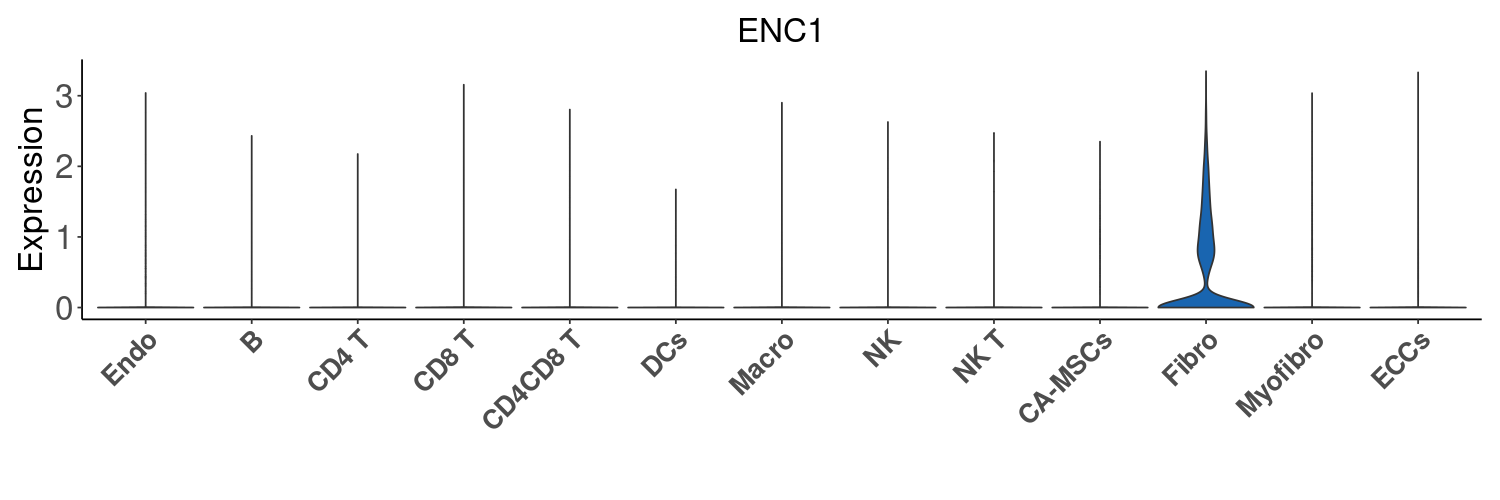 ENC1
Expression
3
2
1
0
Endo
B
CD4 T
CD8 T
CD4CD8 T
DCs
Macro
NK
NK T
CA-MSCs
Fibro
Myofibro
ECCs